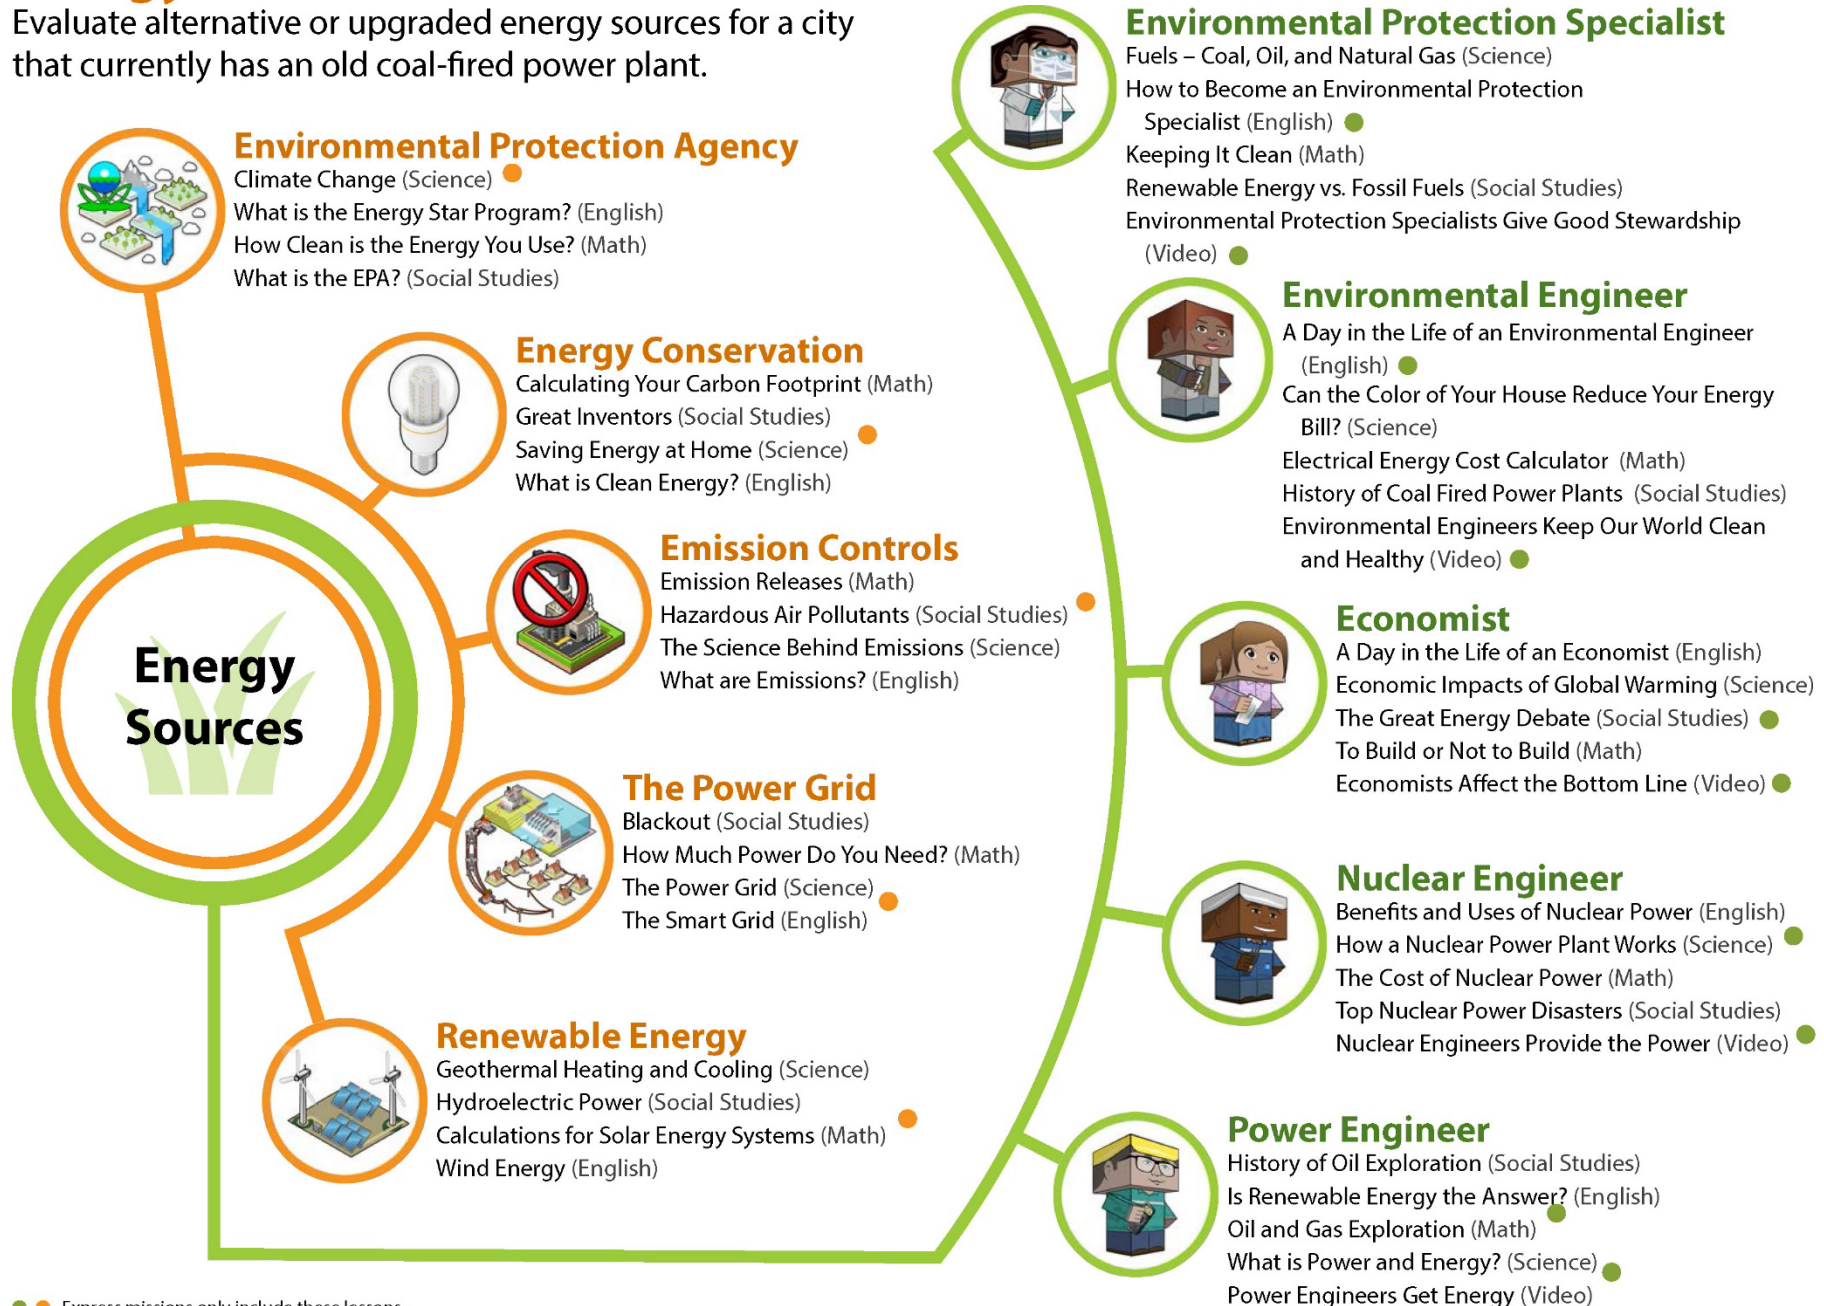 Evaluate alternative or upgraded energy sources for a city
that currently has an old coal-fired power plant.
Environmental Protection Agency
Climate Change (Science)
What is the Energy Star Program? (English)
How Clean is the Energy You Use? (Math)
What is the EPA? (Social Studies)
Energy Conservation
Calculating Your Carbon Footprint (Math)
Great Inventors (Social Studies)
Saving Energy at Home (Science)
What is Clean Energy? (English)
Emission Controls
Emission Releases (Math)
Hazardous Air Pollutants (Social Studies)
The Science Behind Emissions (Science)
What are Emissions? (English)
Energy
Sources
The Power Grid
Blackout (Social Studies)
How Much Power Do You Need? (Math)
The Power Grid (Science)
The Smart Grid (English)
Renewable Energy
Geothermal Heating and Cooling (Science)
Hydroelectric Power (Social Studies)
Calculations for Solar Energy Systems (Math)
Wind Energy (English)
Environmental Protection Specialist
Fuels – Coal, Oil, and Natural Gas (Science)
How to Become an Environmental Protection
Specialist (English)
Keeping It Clean (Math)
Renewable Energy vs. Fossil Fuels (Social Studies)
Environmental Protection Specialists Give Good Stewardship
(Video)
Environmental Engineer
A Day in the Life of an Environmental Engineer
(English)
Can the Color of Your House Reduce Your Energy
Bill? (Science)
Electrical Energy Cost Calculator (Math)
History of Coal Fired Power Plants (Social Studies)
Environmental Engineers Keep Our World Clean
and Healthy (Video)
Economist
A Day in the Life of an Economist (English)
Economic Impacts of Global Warming (Science)
The Great Energy Debate (Social Studies)
To Build or Not to Build (Math)
Economists Affect the Bottom Line (Video)
Nuclear Engineer
Benefits and Uses of Nuclear Power (English)
How a Nuclear Power Plant Works (Science)
The Cost of Nuclear Power (Math)
Top Nuclear Power Disasters (Social Studies)
Nuclear Engineers Provide the Power (Video)
Power Engineer
History of Oil Exploration (Social Studies)
Is Renewable Energy the Answer? (English)
Oil and Gas Exploration (Math)
What is Power and Energy? (Science)
Power Engineers Get Energy (Video)
Express missions only include these lessons